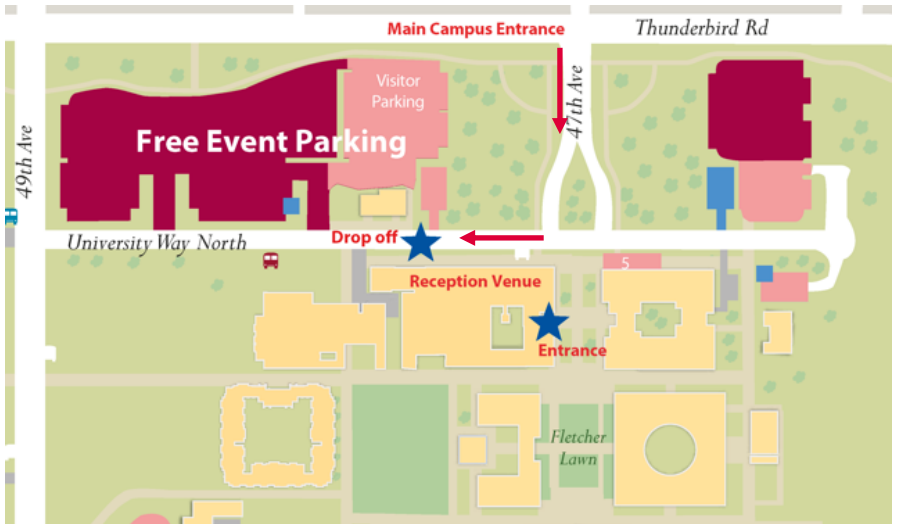 Main Campus Entrance
Thunderbird Rd
Visitor
Parking
47th Ave
Free Event Parking
49th Ave
University Way North
Drop off
5
Reception Venue
Entrance
Fletcher
Lawn